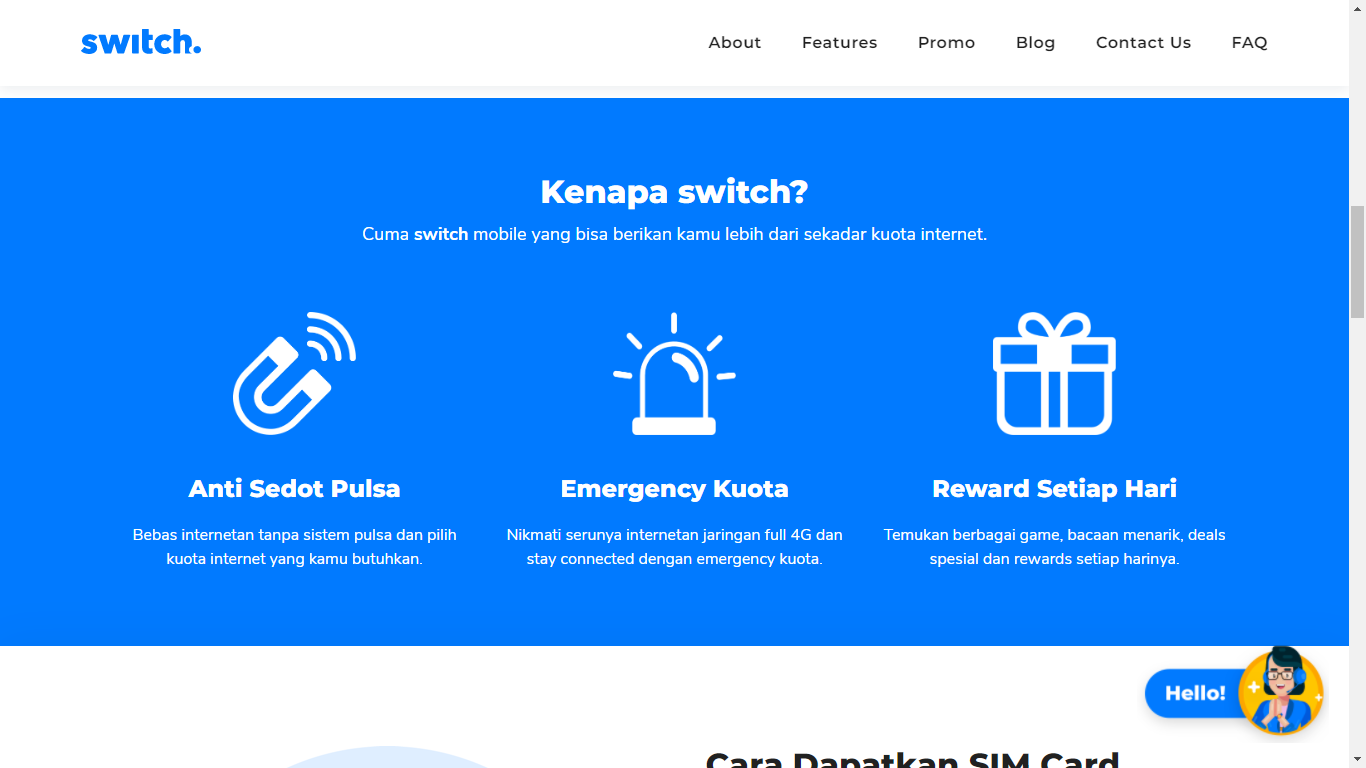 switch.
About
Features
Promo
Blog
Contact Us
FAQ
Kenapa switch?
Cuma switch mobile yang bisa berikan kamu lebih dari sekadar kuota internet.
Anti Sedot Pulsa
Bebas internetan tanpa sistem pulsa dan pilih
kuota internet yang kamu butuhkan.
Emergency Kuota
Nikmati serunya internetan jaringan full 4G dan
stay connected dengan emergency kuota.
Reward Setiap Hari
Temukan berbagai game, bacaan menarik, deals
spesial dan rewards setiap harinya.
Hello!
Cara Dapatkan SIM Card